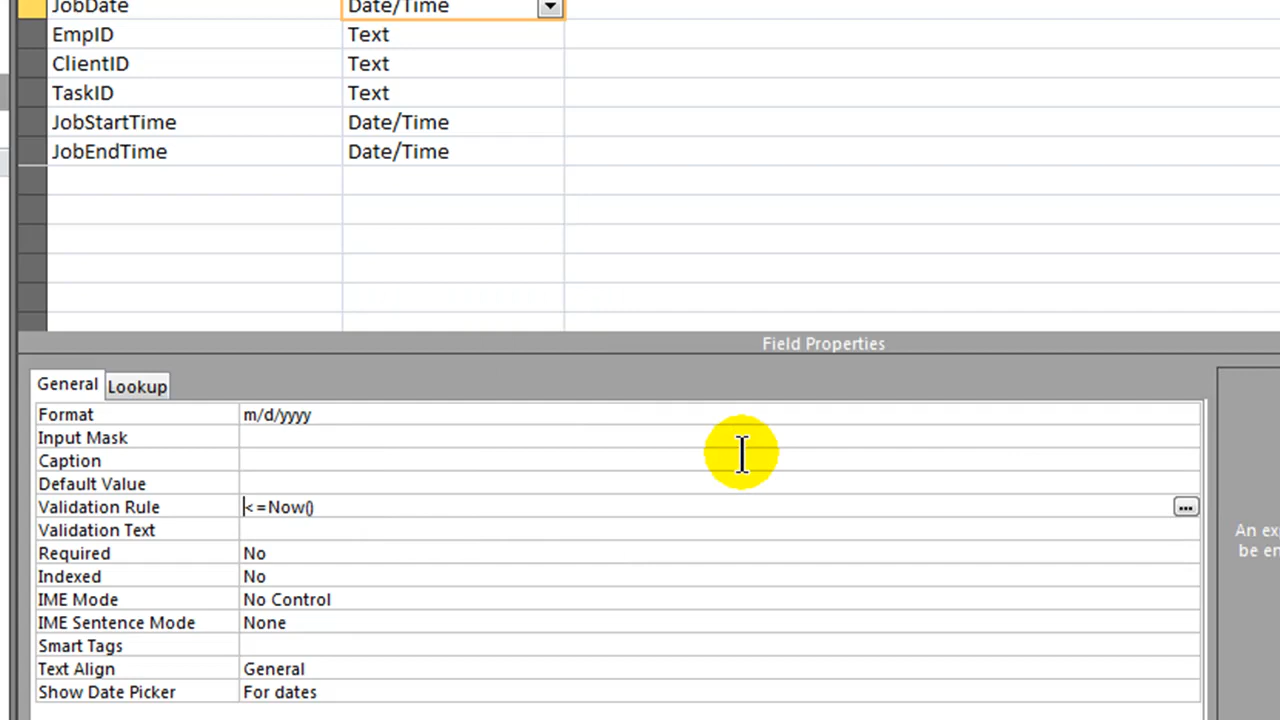 JobDate Date/Time
EmpID Text
ClientID Text
TaskID Text
JobStartTime Date/Time
JobEndTime Date/Time
Field Properties
General Lookup
Format m/d/yyyy
Input Mask
Caption
Default Value
Validation Rule <=Now() ...
Validation Text
Required No
Indexed No
IME Mode No Control
IME Sentence Mode None
Smart Tags
Text Align General
Show Date Picker For dates
An
be